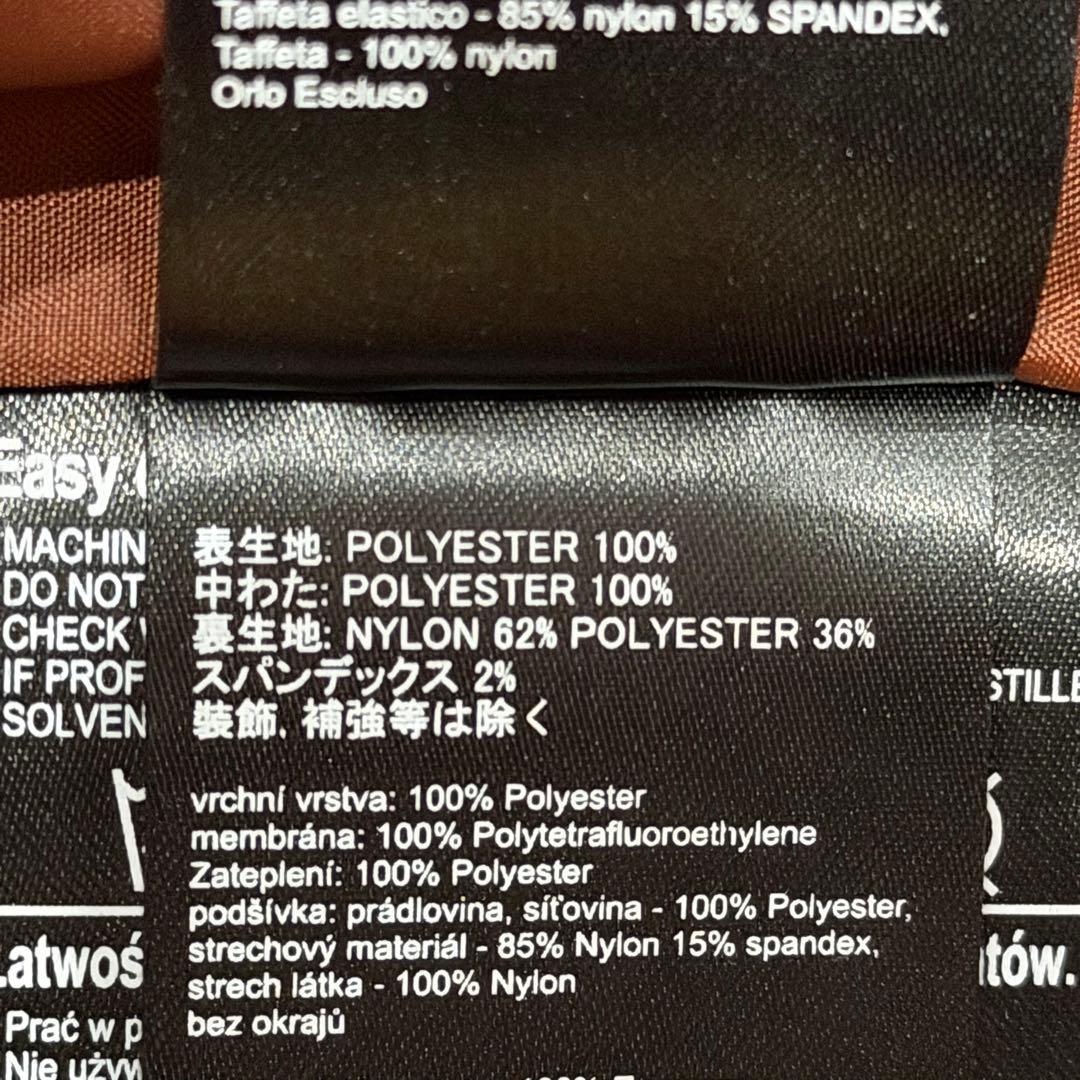 Taffeta elastico - 85% nylon 15% SPANDEX,
Taffeta - 100% nylon
Orlo Escluso
Easy
MACHIN
DO NOT
CHECK
IF PROF
SOLVEN
表生地: POLYESTER 100%
中わた: POLYESTER 100%
裏生地: NYLON 62% POLYESTER 36%
スパンデックス 2%
装飾, 補強等は除く
STILLE
vrchní vrstva: 100% Polyester
membrána: 100% Polytetrafluoroethylene
Zateplení: 100% Polyester
podšívka: prádlovina, síťovina - 100% Polyester,
strechový materiál - 85% Nylon 15% spandex,
strech látka - 100% Nylon
bez okrajů
Łatwoś
Prać w p
Nie używ
tów.